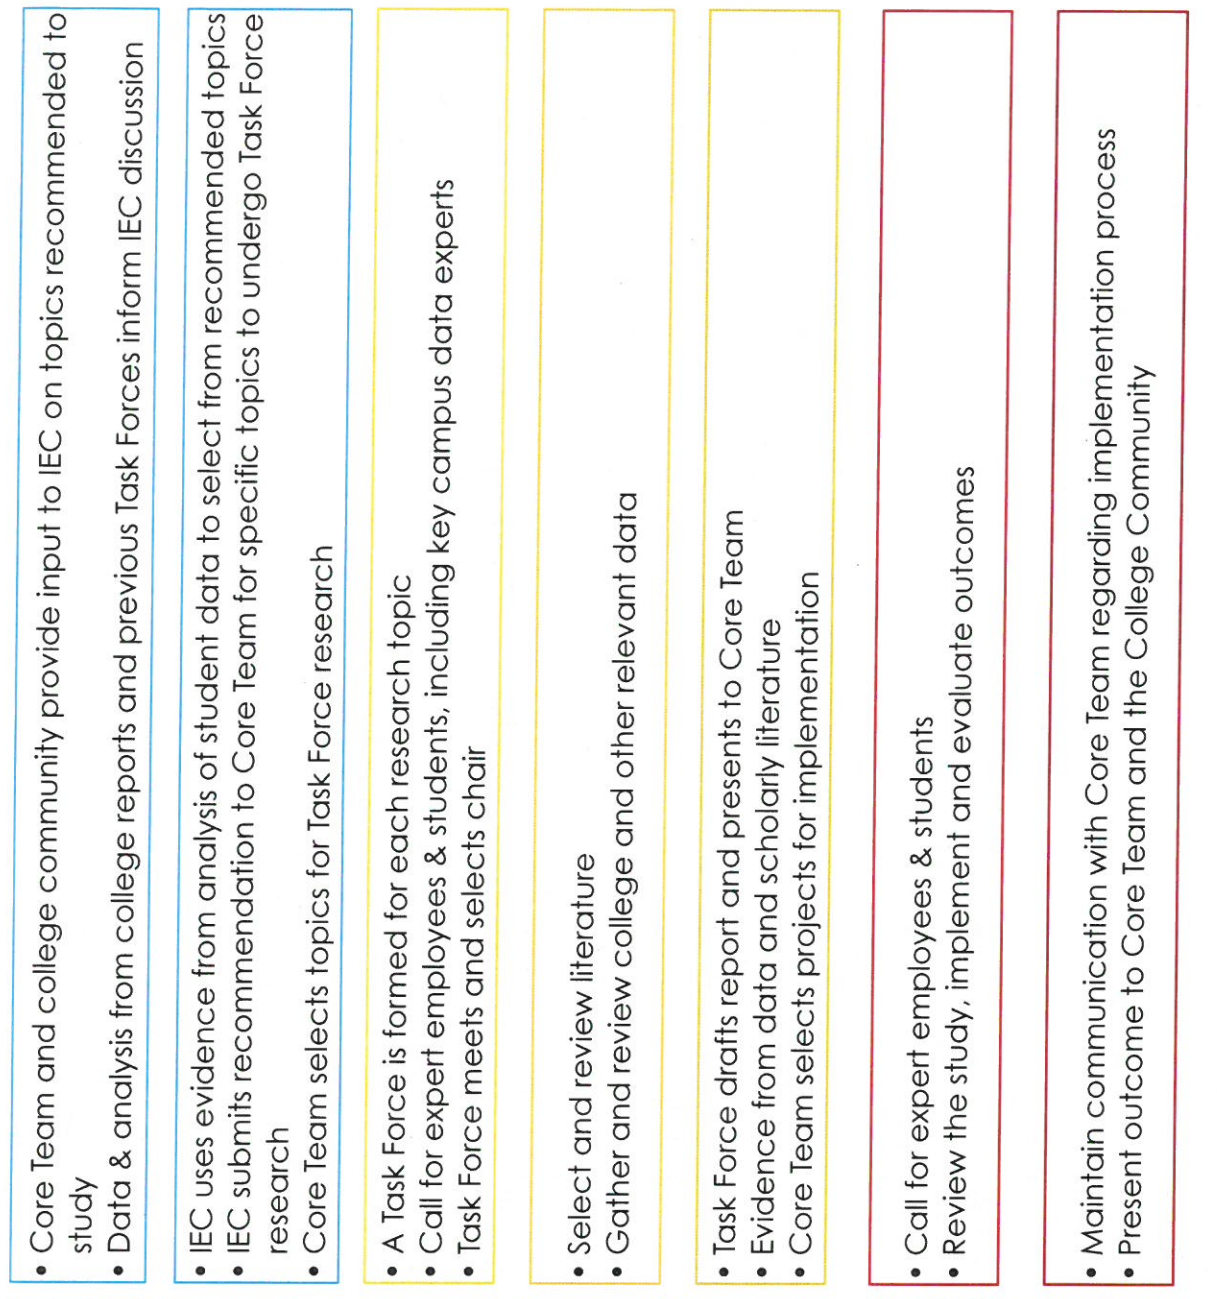 • Core Team and college community provide input to IEC on topics recommended to
study
• Data & analysis from college reports and previous Task Forces inform IEC discussion
• IEC uses evidence from analysis of student data to select from recommended topics
• IEC submits recommendation to Core Team for specific topics to undergo Task Force
research
• Core Team selects topics for Task Force research
• A Task Force is formed for each research topic
• Call for expert employees & students, including key campus data experts
• Task Force meets and selects chair
• Select and review literature
• Gather and review college and other relevant data
• Task Force drafts report and presents to Core Team
• Evidence from data and scholarly literature
• Core Team selects projects for implementation
• Call for expert employees & students
• Review the study, implement and evaluate outcomes
• Maintain communication with Core Team regarding implementation process
• Present outcome to Core Team and the College Community